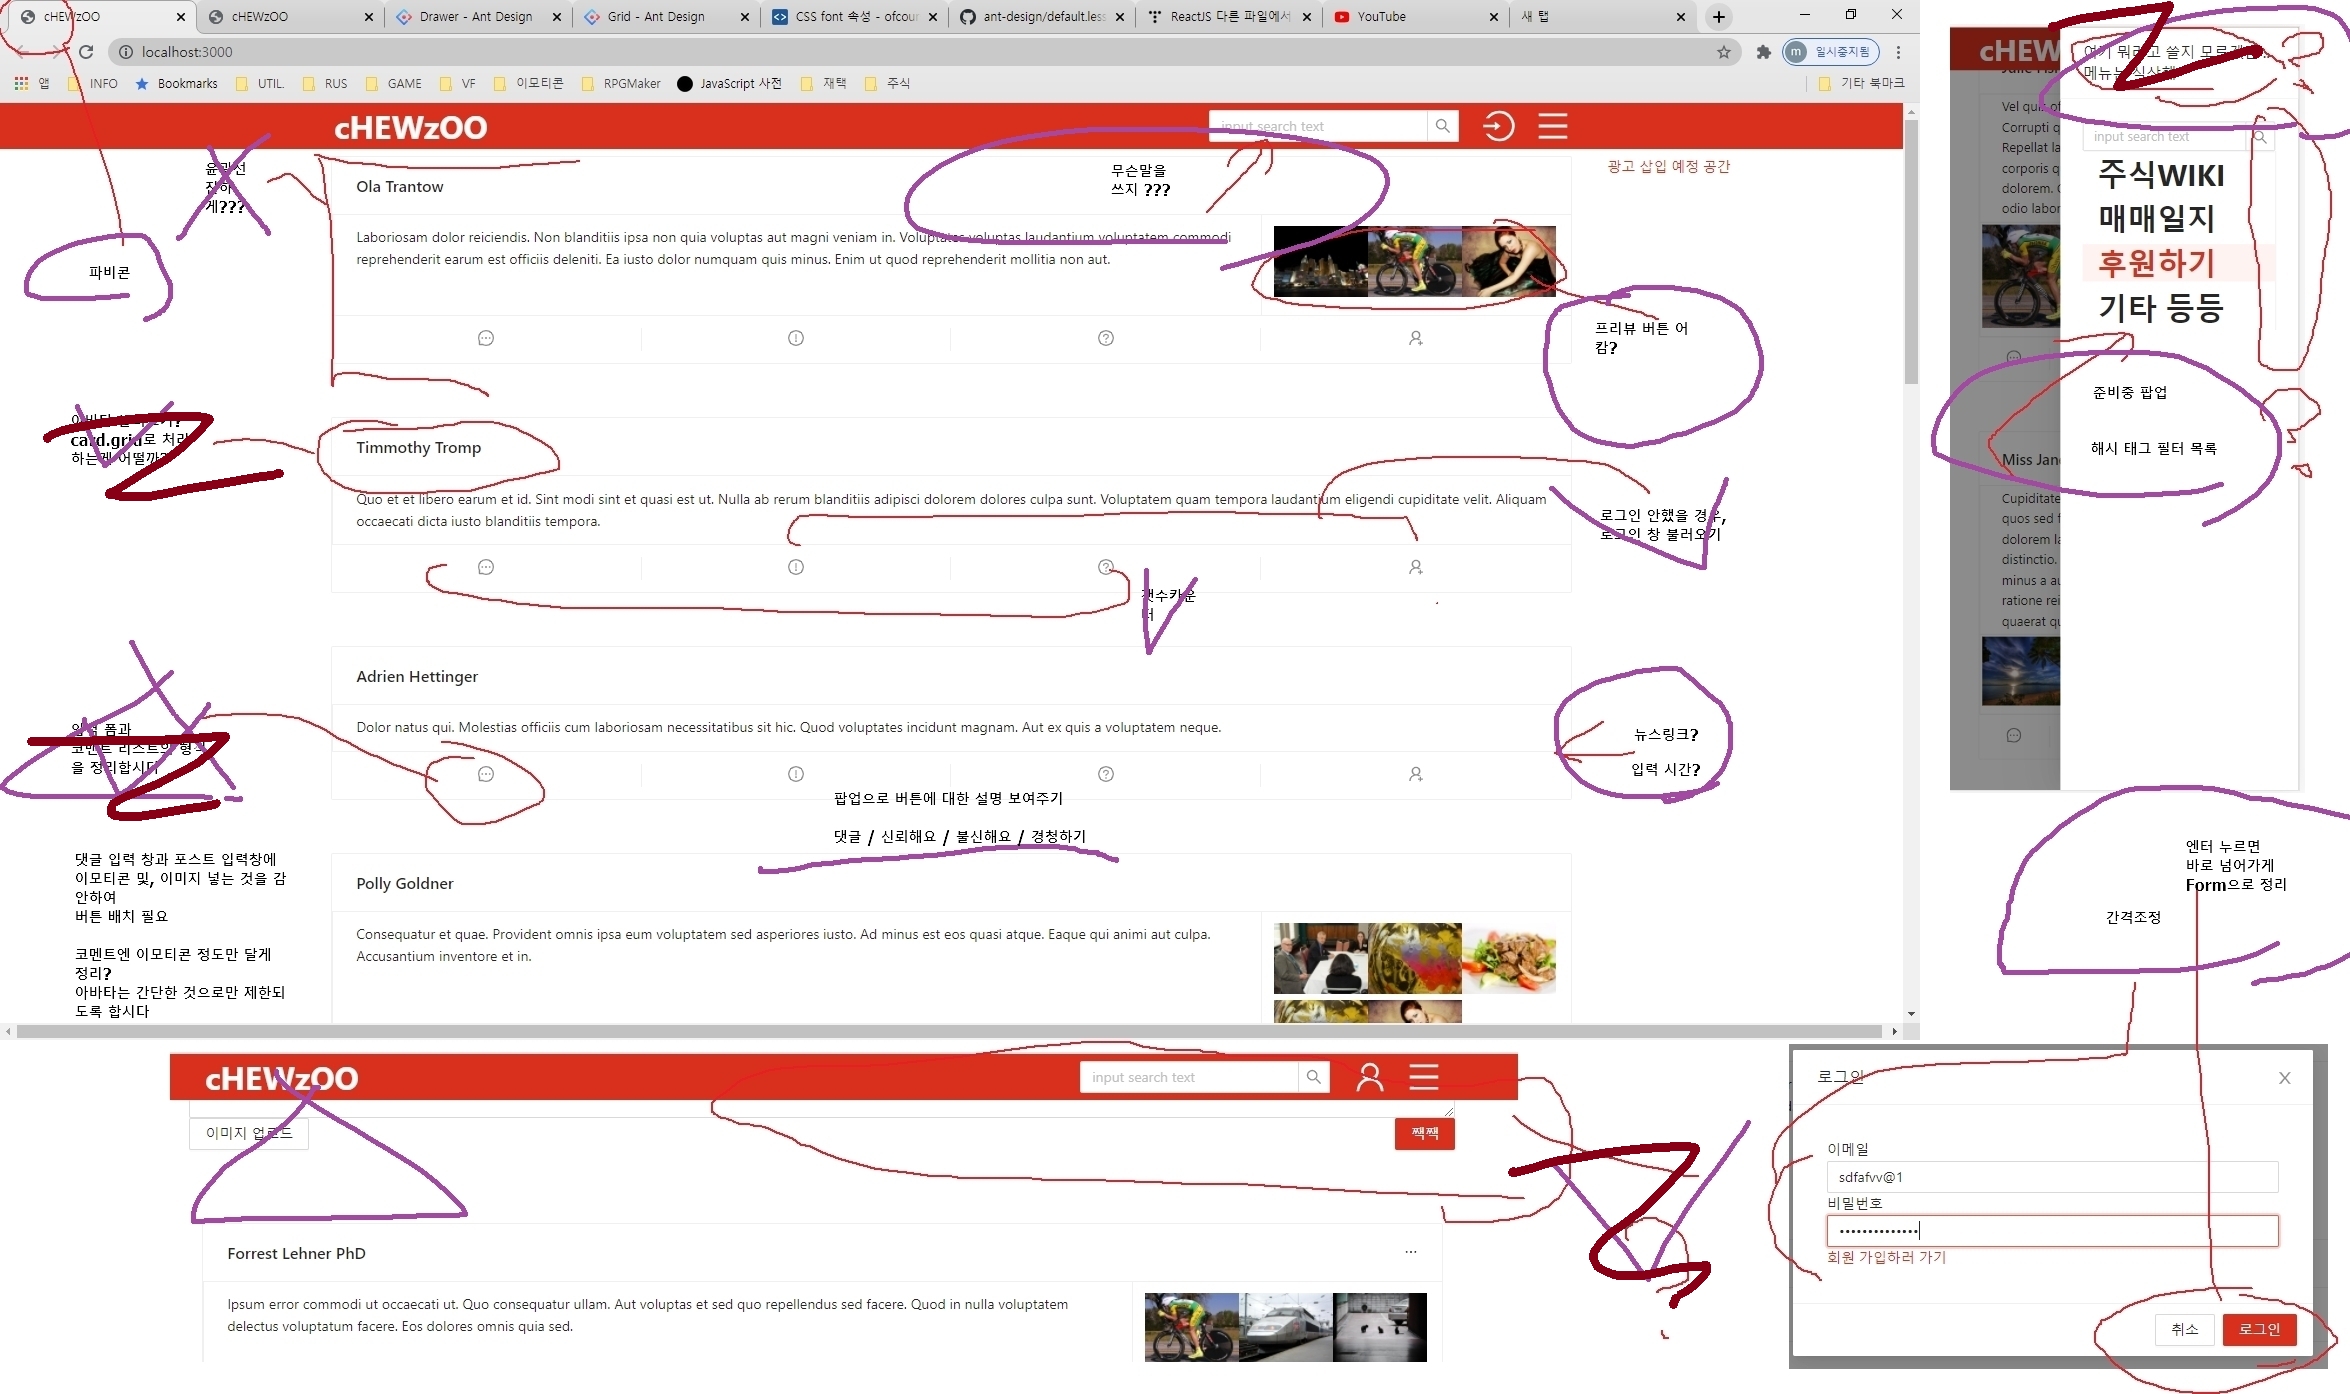 cHEWzOO
cHEWzOO
Drawer - Ant Design
Grid - Ant Design
CSS font 속성 - ofcour
ant-design/default.less
ReactJS 다른 파일에서
YouTube
새 탭
localhost:3000
m 일시중지됨
앱
INFO
Bookmarks
UTIL.
RUS
GAME
VF
이모티콘
RPGMaker
JavaScript 사전
재택
주식
기타 북마크
cHEWzOO
input search text
광고 삽입 예정 공간
윤곽선
진하
게???
무슨말을
쓰지 ???
파비콘
Ola Trantow
Laboriosam dolor reiciendis. Non blanditiis ipsa non quia voluptas aut magni veniam in. Voluptates voluptas laudantium voluptatem commodi
reprehenderit earum est officiis deleniti. Ea iusto dolor numquam quis minus. Enim ut quod reprehenderit mollitia non aut.
프리뷰 버튼 어
캄?
card.grid로 처리
하는게 어떨까?
Timmothy Tromp
Quo et et libero earum et id. Sint modi sint et quasi est ut. Nulla ab rerum blanditiis adipisci dolorem dolores culpa sunt. Voluptatem quam tempora laudantium eligendi cupiditate velit. Aliquam
occaecati dicta iusto blanditiis tempora.
로그인 안했을 경우,
로그인 창 불러오기
갯수카운
터
Adrien Hettinger
Dolor natus qui. Molestias officiis cum laboriosam necessitatibus sit hic. Quod voluptates incidunt magnam. Aut ex quis a voluptatem neque.
뉴스링크?
입력 시간?
입력 폼과
코멘트 리스트의 형식
을 정리합시다
팝업으로 버튼에 대한 설명 보여주기
댓글 / 신뢰해요 / 불신해요 / 경청하기
댓글 입력 창과 포스트 입력창에
이모티콘 및, 이미지 넣는 것을 감
안하여
버튼 배치 필요
코멘트엔 이모티콘 정도만 달게
정리?
아바타는 간단한 것으로만 제한되
도록 합시다
Polly Goldner
Consequatur et quae. Provident omnis ipsa eum voluptatem sed asperiores iusto. Ad minus est eos quasi atque. Eaque qui animi aut culpa.
Accusantium inventore et in.
cHEW
여기 뭐라고 쓸지 모르겠
메뉴는
input search text
주식WIKI
매매일지
후원하기
기타 등등
준비중 팝업
해시 태그 필터 목록
Vel qu
Corrupti q
Repellat la
corporis q
dolorem.
odio labor
Miss Jan
Cupiditate
quos sed
dolorem la
distinctio.
minus a au
ratione rei
quaerat qu
엔터 누르면
바로 넘어가게
Form으로 정리
간격조정
cHEWzOO
input search text
이미지 업로드
짹짹
Forrest Lehner PhD
...
Ipsum error commodi ut occaecati ut. Quo consequatur ullam. Aut voluptas et sed quo repellendus sed facere. Quod in nulla voluptatem
delectus voluptatum facere. Eos dolores omnis quia sed.
로그인
X
이메일
sdfafvv@1
비밀번호
••••••••••••••
회원 가입하러 가기
취소
로그인